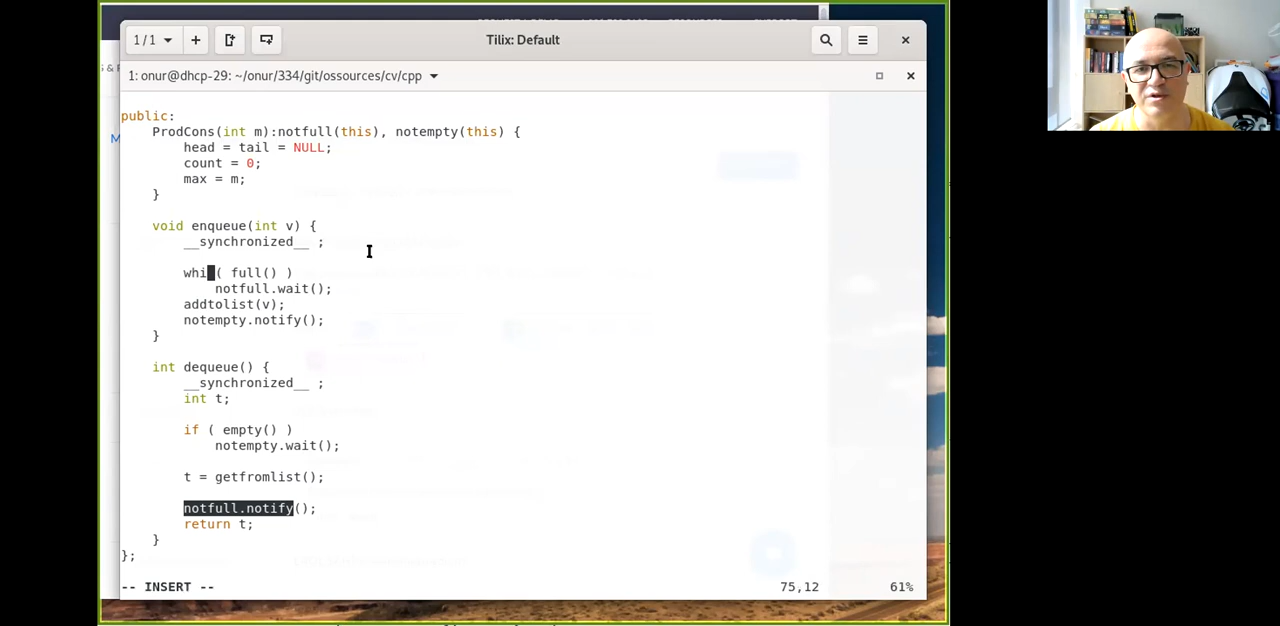 1 / 1
Tilix: Default
1: onur@dhcp-29: ~/onur/334/git/ossources/cv/cpp
public:
ProdCons(int m):notfull(this), notempty(this) {
head = tail = NULL;
count = 0;
max = m;
}
void enqueue(int v) {
__synchronized__ ;
whi( full() )
notfull.wait();
addtolist(v);
notempty.notify();
}
int dequeue() {
__synchronized__ ;
int t;
if ( empty() )
notempty.wait();
t = getfromlist();
notfull.notify();
return t;
}
};
-- INSERT -- 75,12 61%